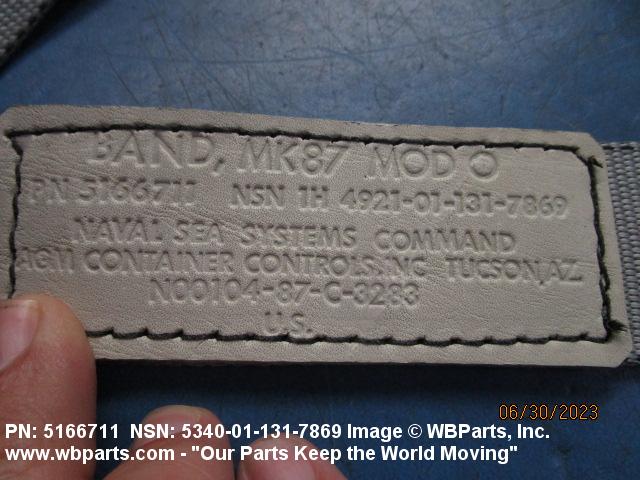 BAND, MK87 MOD O
PN 5166711 NSN 1H 4921-01-131-7869
NAVAL SEA SYSTEMS COMMAND
AGM CONTAINER CONTROLS,INC TUCSON,AZ.
N00104-87-C-3283
U.S.
06/30/2023
PN: 5166711 NSN: 5340-01-131-7869 Image © WBParts, Inc.
www.wbparts.com - "Our Parts Keep the World Moving"